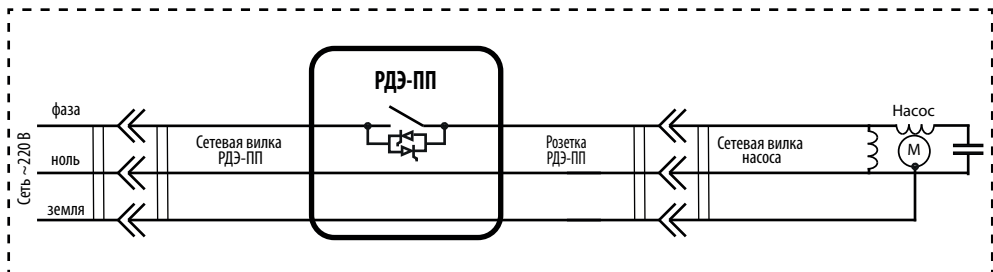 РДЭ-ПП
фаза
Сетевая вилка
РДЭ-ПП
Розетка
РДЭ-ПП
Сетевая вилка
насоса
Насос
М
Сеть ~220 В
ноль
земля